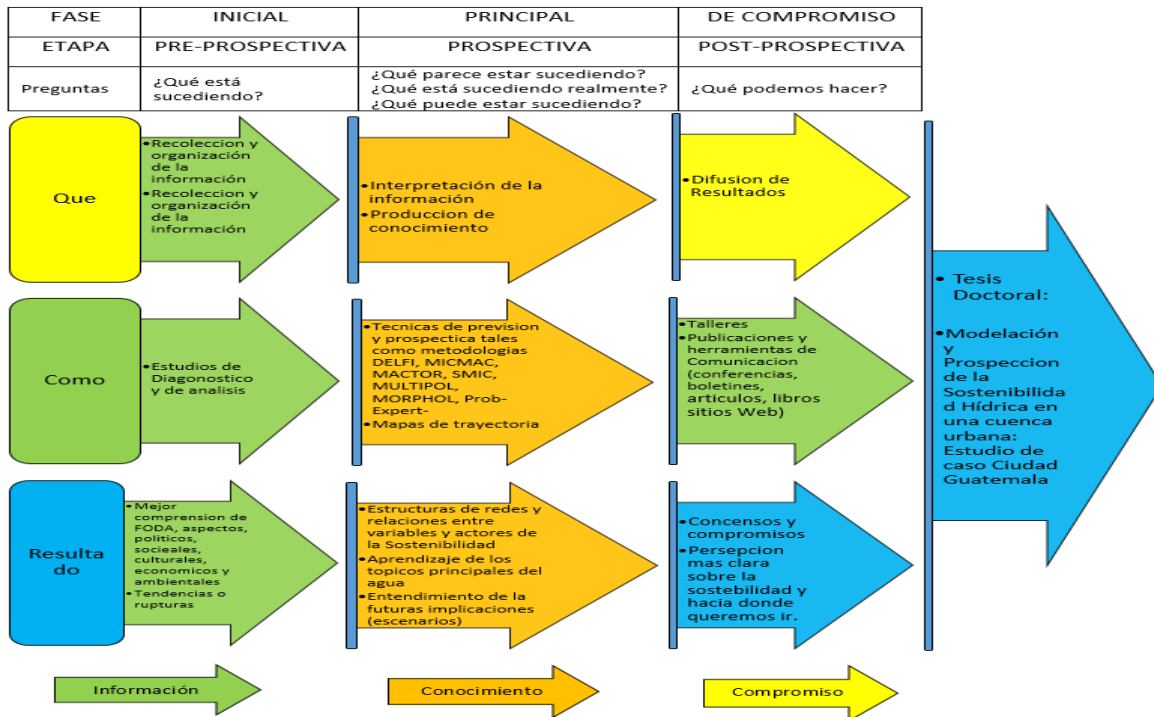 FASE
INICIAL
PRINCIPAL
DE COMPROMISO
ETAPA
PRE-PROSPECTIVA
PROSPECTIVA
POST-PROSPECTIVA
Preguntas
¿Qué está
sucediendo?
¿Qué parece estar sucediendo?
¿Qué está sucediendo realmente?
¿Qué puede estar sucediendo?
¿Qué podemos hacer?
Que
•Recoleccion y
organización
de la
información
•Recoleccion y
organización
de la
información
•Interpretación de la
información
•Produccion de
conocimiento
•Difusion de
Resultados
Como
•Estudios de
Diagonostico
y de analisis
•Tecnicas de prevision
y prospectica tales
como metodologias
DELFI, MICMAC,
MACTOR, SMIC,
MULTIPOL,
MORPHOL, Prob-
Expert-
•Mapas de trayectoria
•Talleres
•Publicaciones y
herramientas de
Comunicacion
(conferencias,
boletines,
articulos, libros
sitios Web)
Resulta
do
•Mejor
comprension de
FODA, aspectos,
politicos,
societales,
culturales,
economicos y
ambientales
•Tendencias o
rupturas
•Estructuras de redes y
relaciones entre
variables y actores de
la Sostenibilidad
•Aprendizaje de los
topicos principales del
agua
•Entendimiento de la
futuras implicaciones
(escenarios)
•Concensos y
compromisos
•Persepcion
mas clara
sobre la
sostebilidad y
hacia donde
queremos ir.
• Tesis
Doctoral:
• Modelación
y
Prospeccion
de la
Sostenibilida
d Hídrica en
una cuenca
urbana:
Estudio de
caso Ciudad
Guatemala
Información
Conocimiento
Compromiso